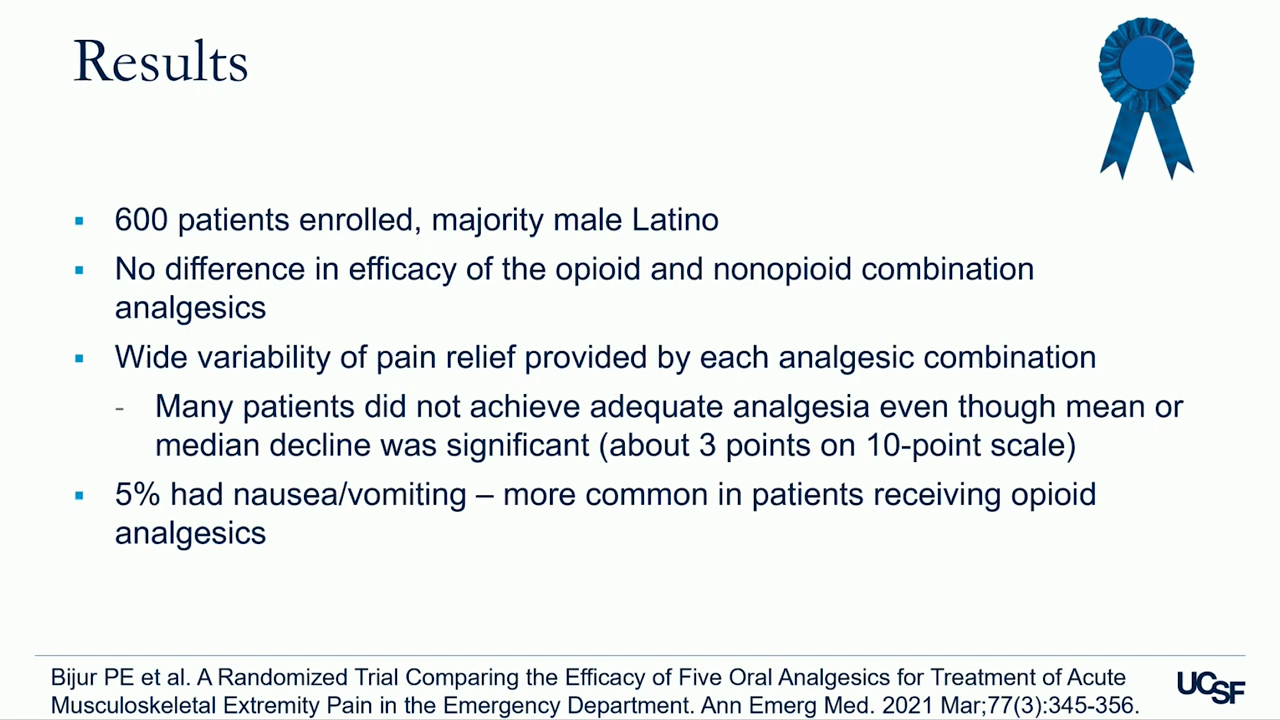 Results
▪ 600 patients enrolled, majority male Latino
▪ No difference in efficacy of the opioid and nonopioid combination
analgesics
▪ Wide variability of pain relief provided by each analgesic combination
- Many patients did not achieve adequate analgesia even though mean or
median decline was significant (about 3 points on 10-point scale)
▪ 5% had nausea/vomiting – more common in patients receiving opioid
analgesics
Bijur PE et al. A Randomized Trial Comparing the Efficacy of Five Oral Analgesics for Treatment of Acute
Musculoskeletal Extremity Pain in the Emergency Department. Ann Emerg Med. 2021 Mar;77(3):345-356.
UCSF